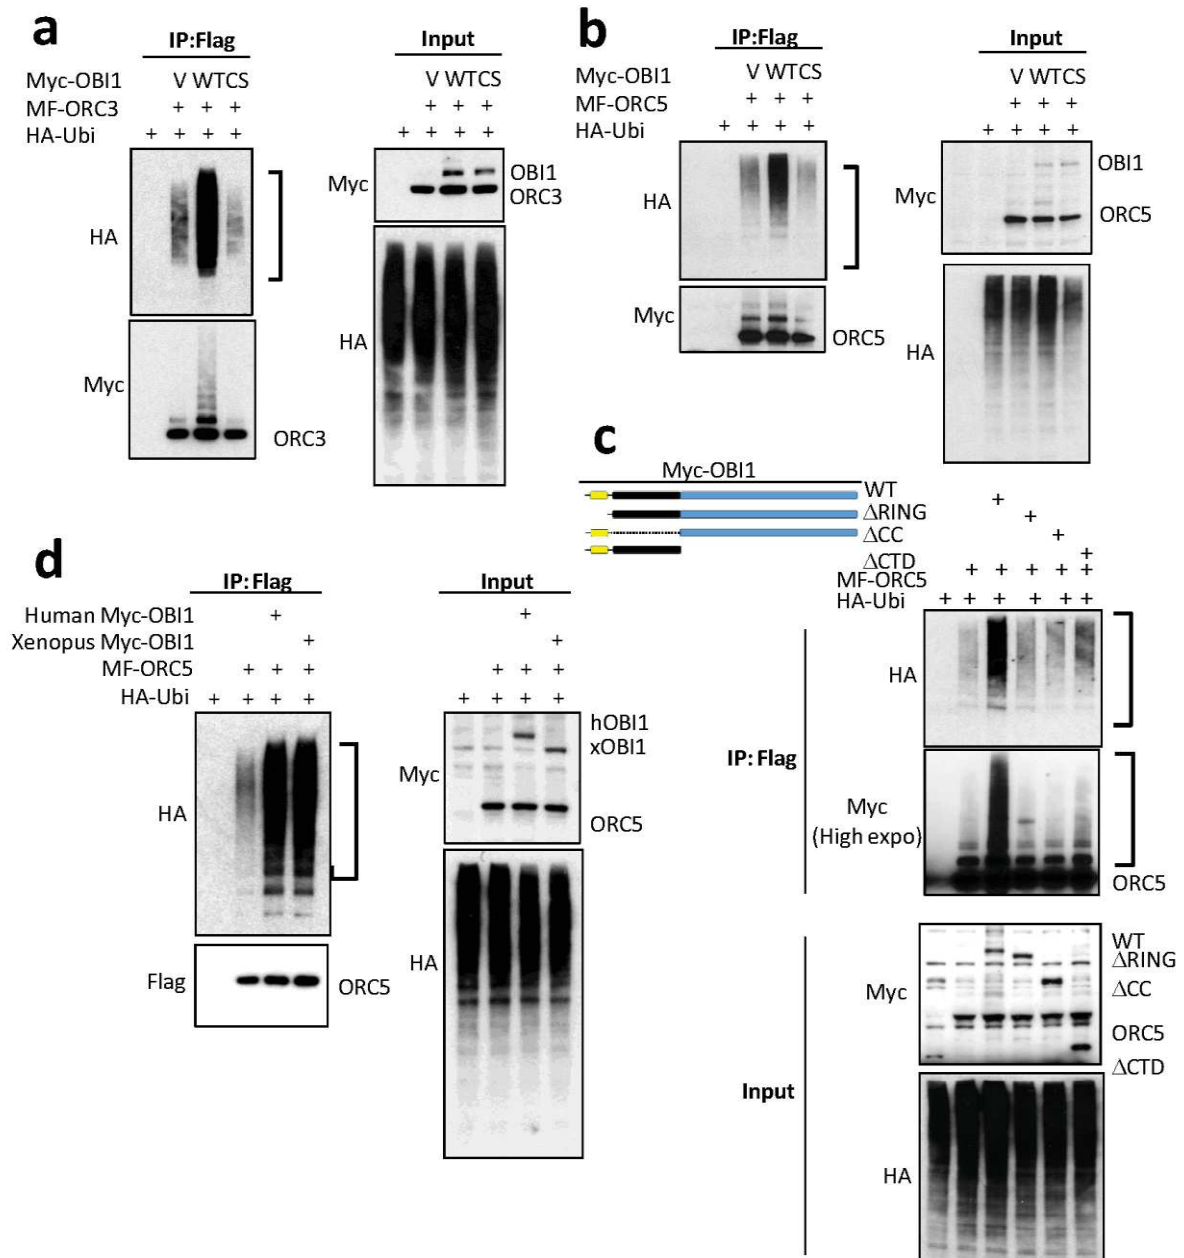 a
IP:Flag
Input
Myc-OBI1 V WTCS V WTCS
MF-ORC3 + + + + + +
HA-Ubi + + + + + + + +
HA
Myc
ORC3
Myc
OBI1
ORC3
HA
b
IP:Flag
Input
Myc-OBI1 V WTCS V WTCS
MF-ORC5 + + + + + +
HA-Ubi + + + + + + + +
HA
Myc
ORC5
Myc
OBI1
ORC5
HA
c
Myc-OBI1
WT +
ΔRING +
ΔCC +
ΔCTD +
MF-ORC5 + + + + +
HA-Ubi + + + + + +
IP: Flag
HA
Myc
(High expo)
ORC5
Input
Myc
WT
ΔRING
ΔCC
ORC5
ΔCTD
HA
d
IP: Flag
Input
Human Myc-OBI1 + +
Xenopus Myc-OBI1 + +
MF-ORC5 + + + + + +
HA-Ubi + + + + + + + +
HA
Flag
ORC5
Myc
hOBI1
xOBI1
ORC5
HA